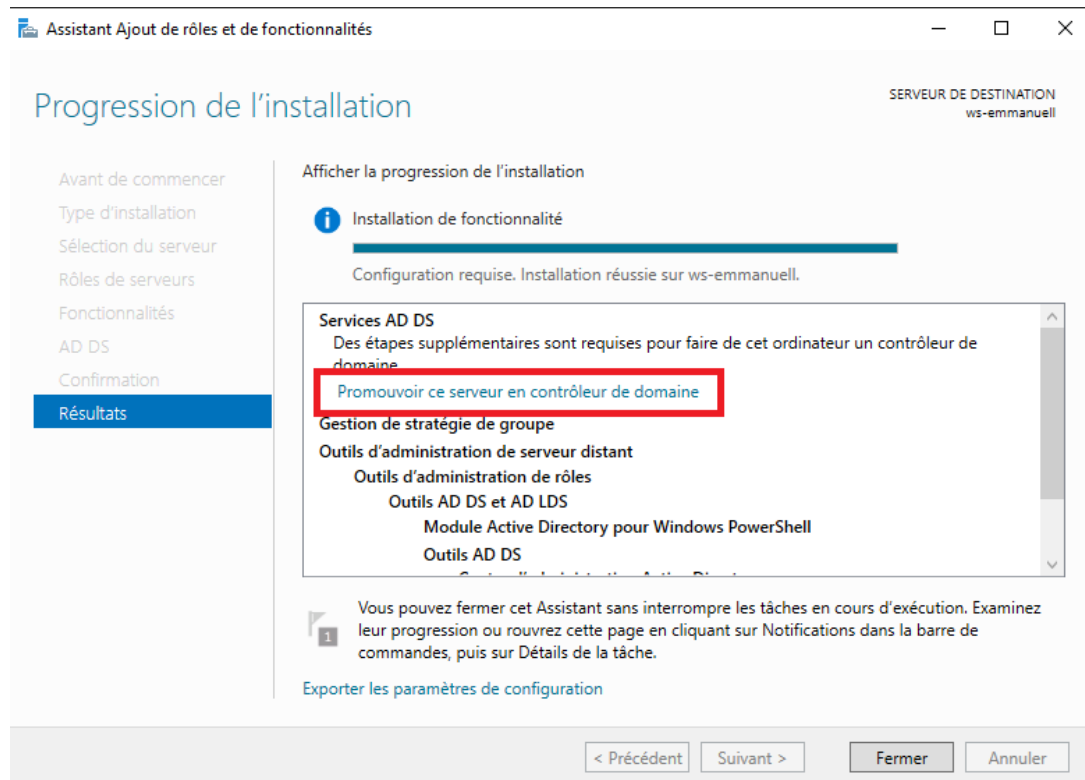 Assistant Ajout de rôles et de fonctionnalités
Progression de l'installation
SERVEUR DE DESTINATION
ws-emmanuell
Avant de commencer
Type d'installation
Sélection du serveur
Rôles de serveurs
Fonctionnalités
AD DS
Confirmation
Résultats
Afficher la progression de l'installation
Installation de fonctionnalité
Configuration requise. Installation réussie sur ws-emmanuell.
Services AD DS
Des étapes supplémentaires sont requises pour faire de cet ordinateur un contrôleur de
domaine
Promouvoir ce serveur en contrôleur de domaine
Gestion de stratégie de groupe
Outils d'administration de serveur distant
Outils d'administration de rôles
Outils AD DS et AD LDS
Module Active Directory pour Windows PowerShell
Outils AD DS
1
Vous pouvez fermer cet Assistant sans interrompre les tâches en cours d'exécution. Examinez
leur progression ou rouvrez cette page en cliquant sur Notifications dans la barre de
commandes, puis sur Détails de la tâche.
Exporter les paramètres de configuration
< Précédent
Suivant >
Fermer
Annuler